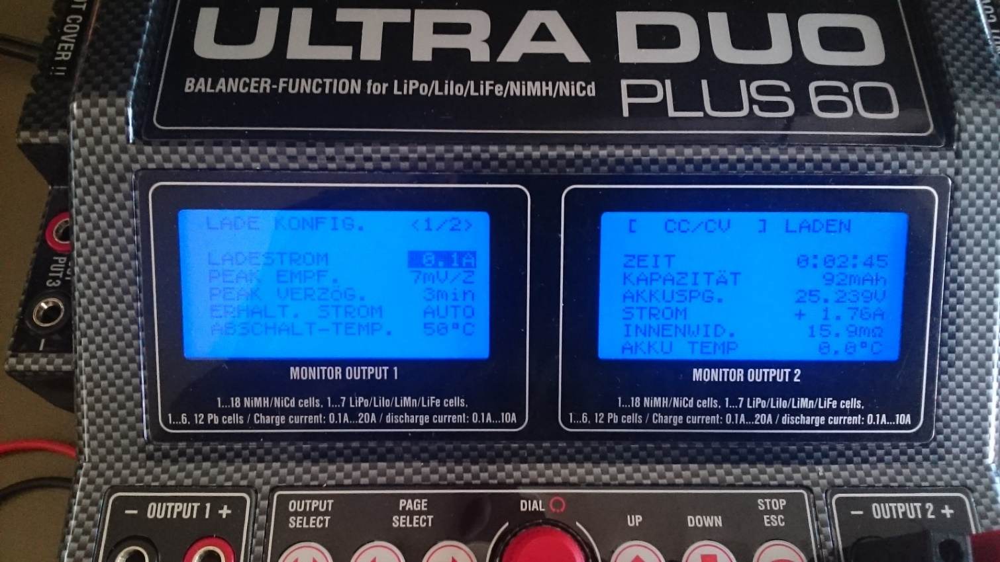 ULTRA DUO
BALANCER-FUNCTION for LiPo/LiIo/LiFe/NiMH/NiCd
PLUS 60
OT COVER !!
PUT 3
LADE KONFIG. <1/2>
LADESTROM 0.1A
PEAK EMPF. 7mV/Z
PEAK VERZÖG. 3min
ERHALT. STROM AUTO
ABSCHALT-TEMP. 50°C
MONITOR OUTPUT 1
1...18 NiMH/NiCd cells, 1...7 LiPo/LiIo/LiMn/LiFe cells,
1...6, 12 Pb cells / Charge current: 0.1A...20A / discharge current: 0.1A...10A
[ CC/CV ] LADEN
ZEIT 0:02:45
KAPAZITÄT 92mAh
AKKUSPG. 25.239V
STROM + 1.76A
INNENWID. 15.9mΩ
AKKU TEMP 0.0°C
MONITOR OUTPUT 2
1...18 NiMH/NiCd cells, 1...7 LiPo/LiIo/LiMn/LiFe cells,
1...6, 12 Pb cells / Charge current: 0.1A...20A / discharge current: 0.1A...10A
− OUTPUT 1 +
OUTPUT SELECT
PAGE SELECT
DIAL
UP
DOWN
STOP ESC
− OUTPUT 2 +